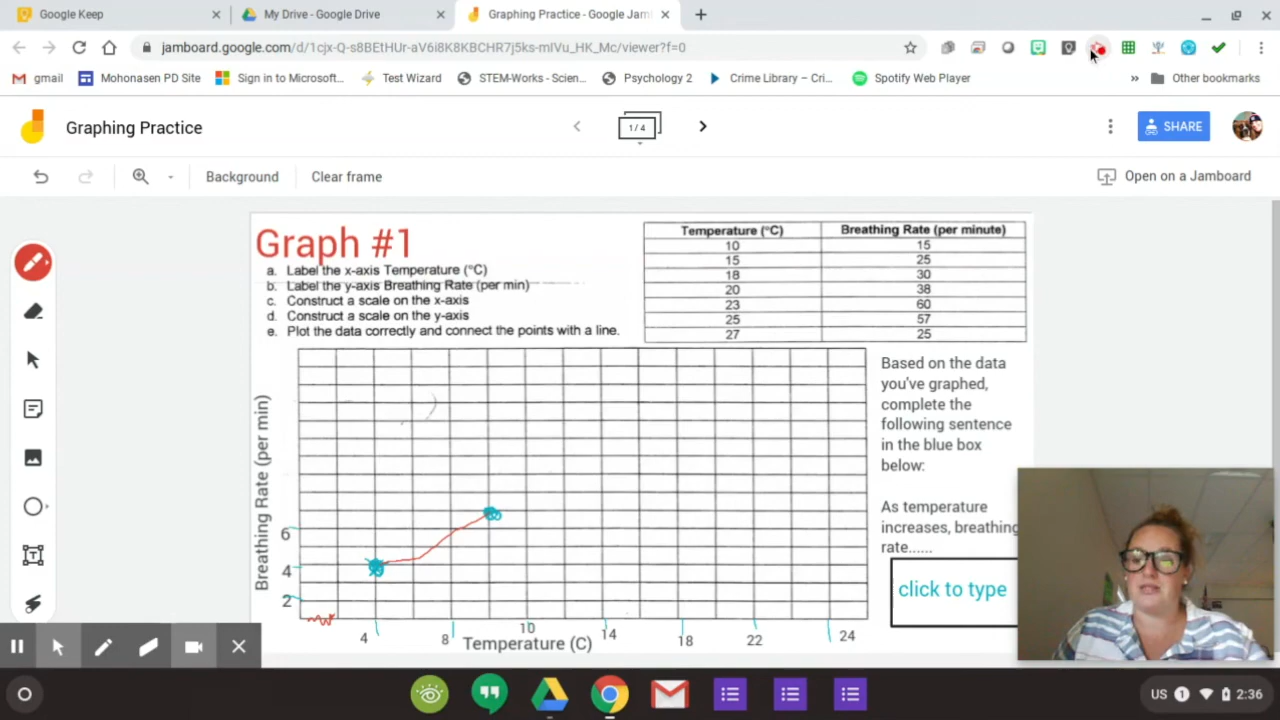 Google Keep
My Drive - Google Drive
Graphing Practice - Google Jam
jamboard.google.com/d/1cjx-Q-s8BEtHUr-aV6i8K8KBCHR7j5ks-mIVu_HK_Mc/viewer?f=0
gmail
Mohonasen PD Site
Sign in to Microsoft...
Test Wizard
STEM-Works - Scien...
Psychology 2
Crime Library – Cri...
Spotify Web Player
»
Other bookmarks
Graphing Practice
1/4
SHARE
Background
Clear frame
Open on a Jamboard
Graph #1
a. Label the x-axis Temperature (°C)
b. Label the y-axis Breathing Rate (per min)
c. Construct a scale on the x-axis
d. Construct a scale on the y-axis
e. Plot the data correctly and connect the points with a line.
Temperature (°C) Breathing Rate (per minute)
10 15
15 25
18 30
20 38
23 60
25 57
27 25
Breathing Rate (per min)
6
4
2
4 8 10 14 18 22 24
Temperature (C)
Based on the data
you've graphed,
complete the
following sentence
in the blue box
below:
As temperature
increases, breathing
rate......
click to type
US 1 2:36